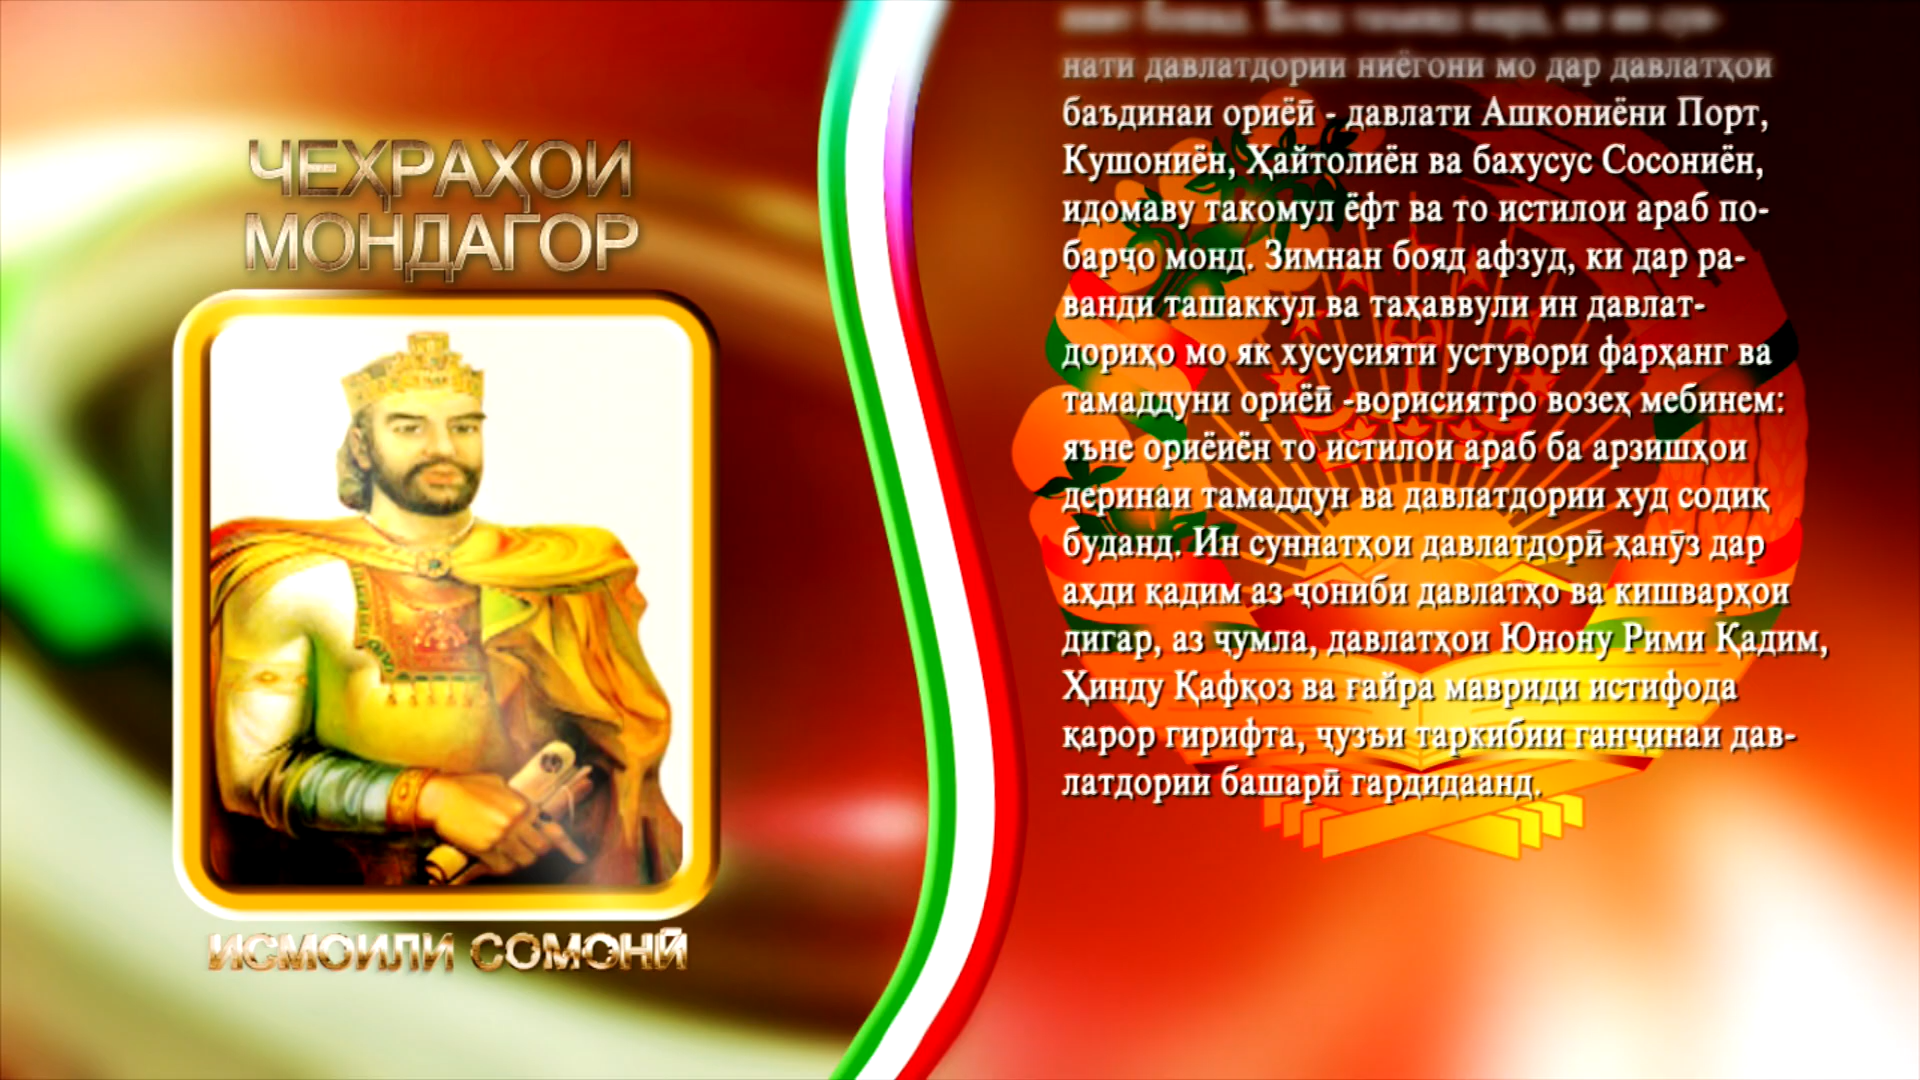 ЧЕҲРАҲОИ
МОНДАГОР
ИСМОИЛИ СОМОНӢ
нати давлатдории ниёгони мо дар давлатҳои
баъдинаи ориёӣ - давлати Ашкониёни Порт,
Кушониён, Ҳайтолиён ва бахусус Сосониён,
идомаву такомул ёфт ва то истилои араб по-
барҷо монд. Зимнан бояд афзуд, ки дар ра-
ванди ташаккул ва таҳаввули ин давлат-
дориҳо мо як хусусияти устувори фарҳанг ва
тамаддуни ориёӣ -ворисиятро возеҳ мебинем:
яъне ориёиён то истилои араб ба арзишҳои
деринаи тамаддун ва давлатдории худ содиқ
буданд. Ин суннатҳои давлатдорӣ ҳанӯз дар
аҳди қадим аз ҷониби давлатҳо ва кишварҳои
дигар, аз ҷумла, давлатҳои Юнону Рими Қадим,
Ҳинду Қафқоз ва ғайра мавриди истифода
қарор гирифта, ҷузъи таркибии ганҷинаи дав-
латдории башарӣ гардидаанд.